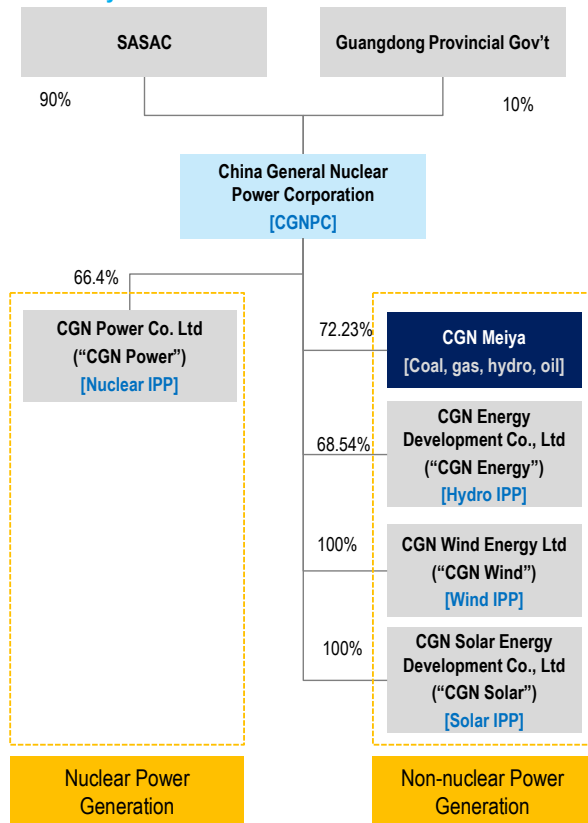 SASAC
Guangdong Provincial Gov't
90%
10%
China General Nuclear
Power Corporation
[CGNPC]
66.4%
CGN Power Co. Ltd
(“CGN Power”)
[Nuclear IPP]
72.23%
CGN Meiya
[Coal, gas, hydro, oil]
68.54%
CGN Energy
Development Co., Ltd
(“CGN Energy”)
[Hydro IPP]
100%
CGN Wind Energy Ltd
(“CGN Wind”)
[Wind IPP]
100%
CGN Solar Energy
Development Co., Ltd
(“CGN Solar”)
[Solar IPP]
Nuclear Power
Generation
Non-nuclear Power
Generation